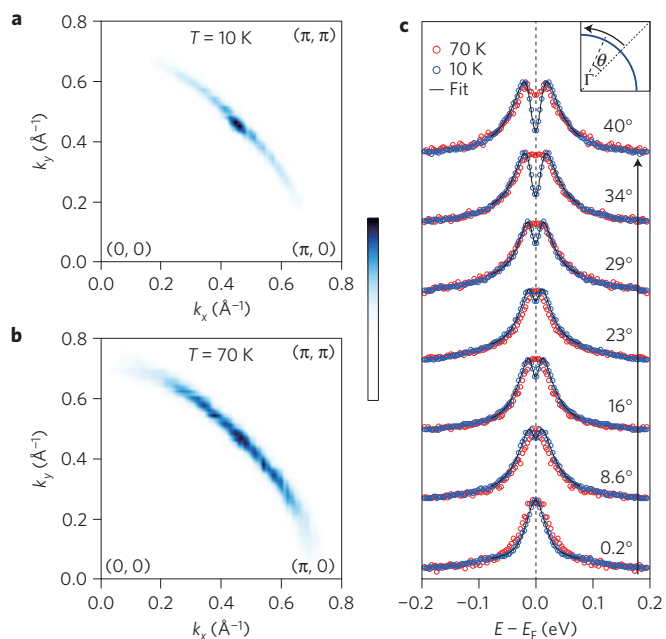 a
T = 10 K
(π, π)
0.8
0.6
0.4
0.2
0.0
k_y (Å⁻¹)
(0, 0)
(π, 0)
0.0 0.2 0.4 0.6 0.8
k_x (Å⁻¹)
b
T = 70 K
(π, π)
0.8
0.6
0.4
0.2
0.0
k_y (Å⁻¹)
(0, 0)
(π, 0)
0.0 0.2 0.4 0.6 0.8
k_x (Å⁻¹)
c
70 K
10 K
Fit
θ
Γ
40°
34°
29°
23°
16°
8.6°
0.2°
−0.2 −0.1 0.0 0.1 0.2
E − E_F (eV)